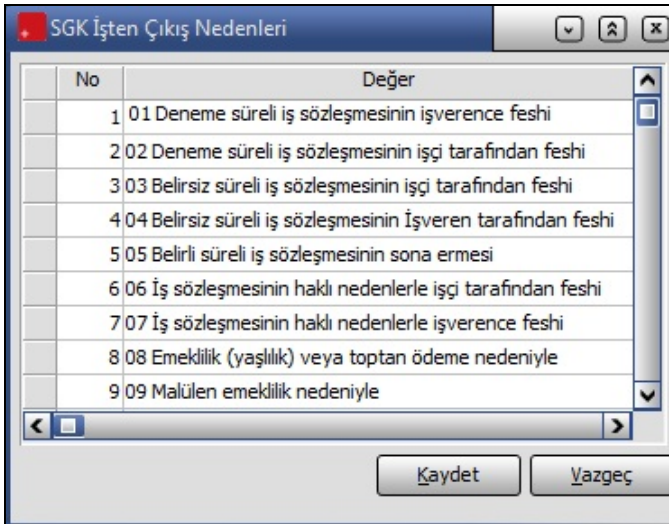 SGK İşten Çıkış Nedenleri
No Değer
1 01 Deneme süreli iş sözleşmesinin işverence feshi
2 02 Deneme süreli iş sözleşmesinin işçi tarafından feshi
3 03 Belirsiz süreli iş sözleşmesinin işçi tarafından feshi
4 04 Belirsiz süreli iş sözleşmesinin İşveren tarafından feshi
5 05 Belirli süreli iş sözleşmesinin sona ermesi
6 06 İş sözleşmesinin haklı nedenlerle işçi tarafından feshi
7 07 İş sözleşmesinin haklı nedenlerle işverence feshi
8 08 Emeklilik (yaşlılık) veya toptan ödeme nedeniyle
9 09 Malülen emeklilik nedeniyle
Kaydet Vazgeç